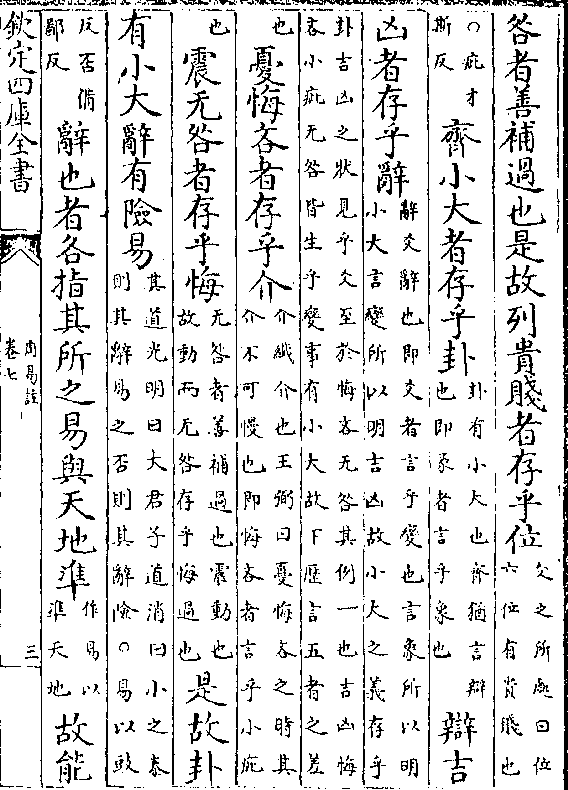 咎者善補過也是故列貴賤者存乎位爻之所處曰位六位有貴賤也
○疵才斯反齊小大者存乎卦卦有小大也齊猶言辯也即彖者言乎象也辯吉
凶者存乎辭辭爻辭也即爻者言乎變也言象所以明小大言變所以明吉凶故小大之義存乎
卦吉凶之狀見乎爻至於悔吝无咎其例一也吉凶悔吝小疵无咎皆生乎變事有小大故下歷言五者之差
也憂悔吝者存乎介介纖介也王弼曰憂悔吝之時其介不可慢也即悔吝者言乎小疵
也震无咎者存乎悔无咎者善補過也震動也故動而无咎存乎悔過也是故卦
有小大辭有險易其道光明曰大君子道消曰小之泰則其辭易之否則其辭險○易以豉
反否備鄙反辭也者各指其所之易與天地準作易以準天地故能
欽定四庫全書
周易註
卷七
三